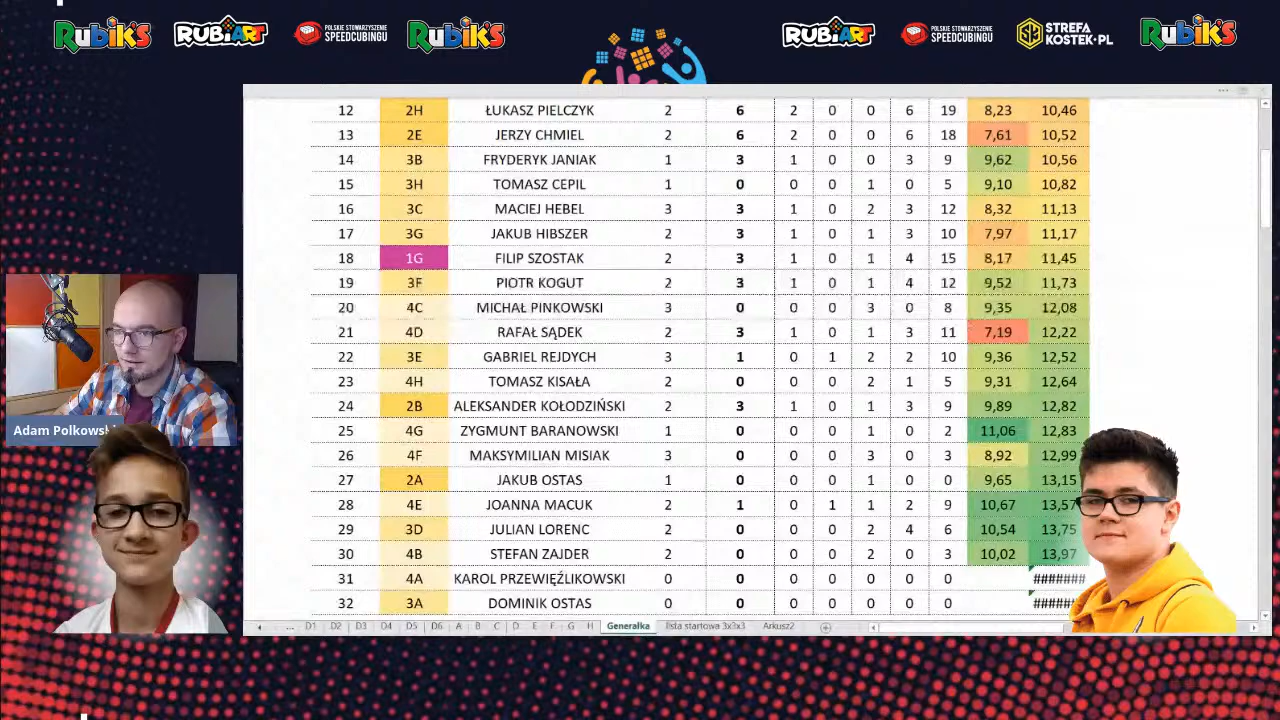 RUBIK'S RUBIART POLSKIE STOWARZYSZENIE SPEEDCUBINGU RUBIK'S RUBIART POLSKIE STOWARZYSZENIE SPEEDCUBINGU STREFA KOSTEK.PL RUBIK'S
12 2H ŁUKASZ PIELCZYK 2 6 2 0 0 6 19 8,23 10,46
13 2E JERZY CHMIEL 2 6 2 0 0 6 18 7,61 10,52
14 3B FRYDERYK JANIAK 1 3 1 0 0 3 9 9,62 10,56
15 3H TOMASZ CEPIL 1 0 0 0 1 0 5 9,10 10,82
16 3C MACIEJ HEBEL 3 3 1 0 2 3 12 8,32 11,13
17 3G JAKUB HIBSZER 2 3 1 0 1 3 10 7,97 11,17
18 1G FILIP SZOSTAK 2 3 1 0 1 4 15 8,17 11,45
19 3F PIOTR KOGUT 2 3 1 0 1 4 12 9,52 11,73
20 4C MICHAŁ PINKOWSKI 3 0 0 0 3 0 8 9,35 12,08
21 4D RAFAŁ SĄDEK 2 3 1 0 1 3 11 7,19 12,22
22 3E GABRIEL REJDYCH 3 1 0 1 2 2 10 9,36 12,52
23 4H TOMASZ KISAŁA 2 0 0 0 2 1 5 9,31 12,64
24 2B ALEKSANDER KOŁODZIŃSKI 2 3 1 0 1 3 9 9,89 12,82
25 4G ZYGMUNT BARANOWSKI 1 0 0 0 1 0 2 11,06 12,83
26 4F MAKSYMILIAN MISIAK 3 0 0 0 3 0 3 8,92 12,99
27 2A JAKUB OSTAS 1 0 0 0 1 0 0 9,65 13,15
28 4E JOANNA MACUK 2 1 0 1 1 2 9 10,67 13,57
29 3D JULIAN LORENC 2 0 0 0 2 4 6 10,54 13,75
30 4B STEFAN ZAJDER 2 0 0 0 2 0 3 10,02 13,97
31 4A KAROL PRZEWIĘŹLIKOWSKI 0 0 0 0 0 0 0 #######
32 3A DOMINIK OSTAS 0 0 0 0 0 0 0 ######
Adam Polkowski
... D1 D2 D3 D4 D5 D6 A B C D E F G H Generałka lista startowa 3x3x3 Arkusz2